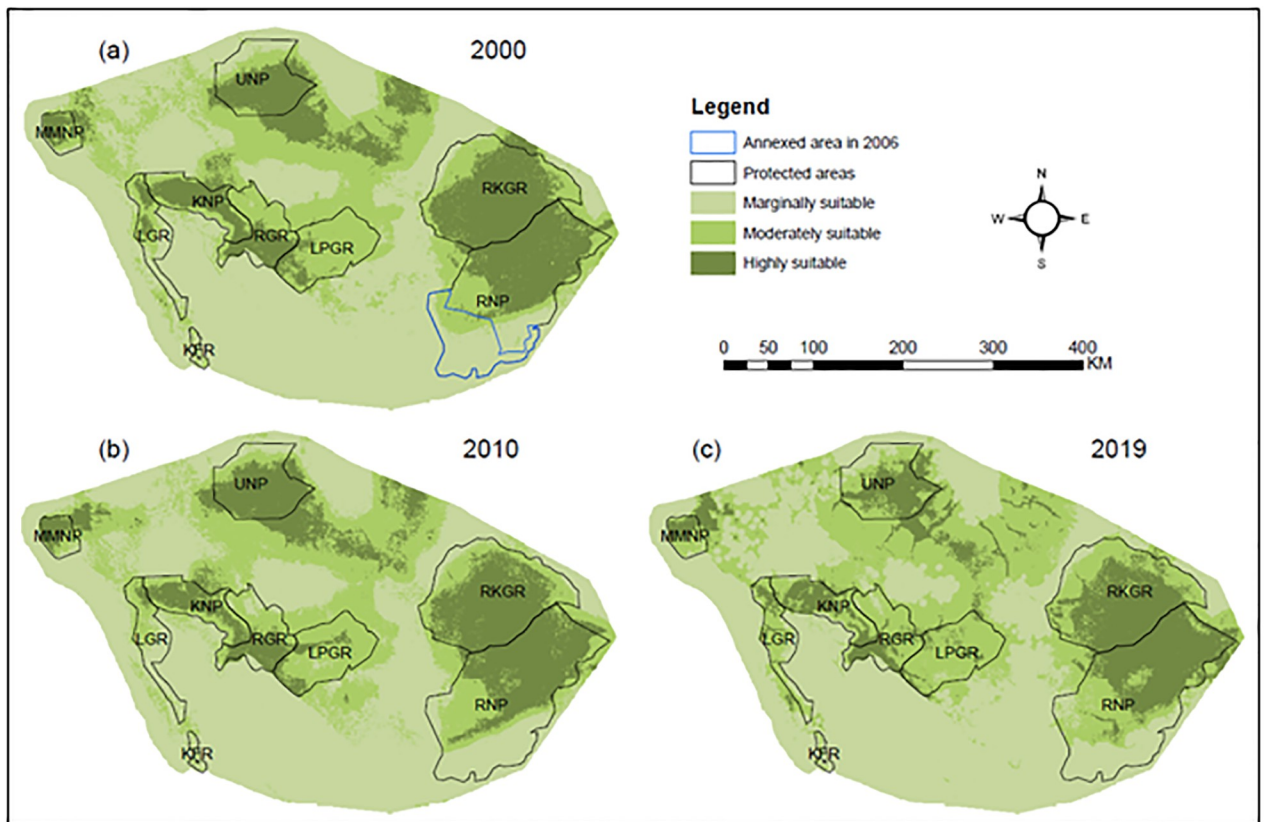 (a)
2000
UNP
MMNP
KNP
LGR
RGR
LPGR
RKGR
RNP
KFR
Legend
Annexed area in 2006
Protected areas
Marginally suitable
Moderately suitable
Highly suitable
N
W
E
S
0 50 100 200 300 400
KM
(b)
2010
UNP
MMNP
KNP
LGR
RGR
LPGR
RKGR
RNP
KFR
(c)
2019
UNP
MMNP
KNP
LGR
RGR
LPGR
RKGR
RNP
KFR